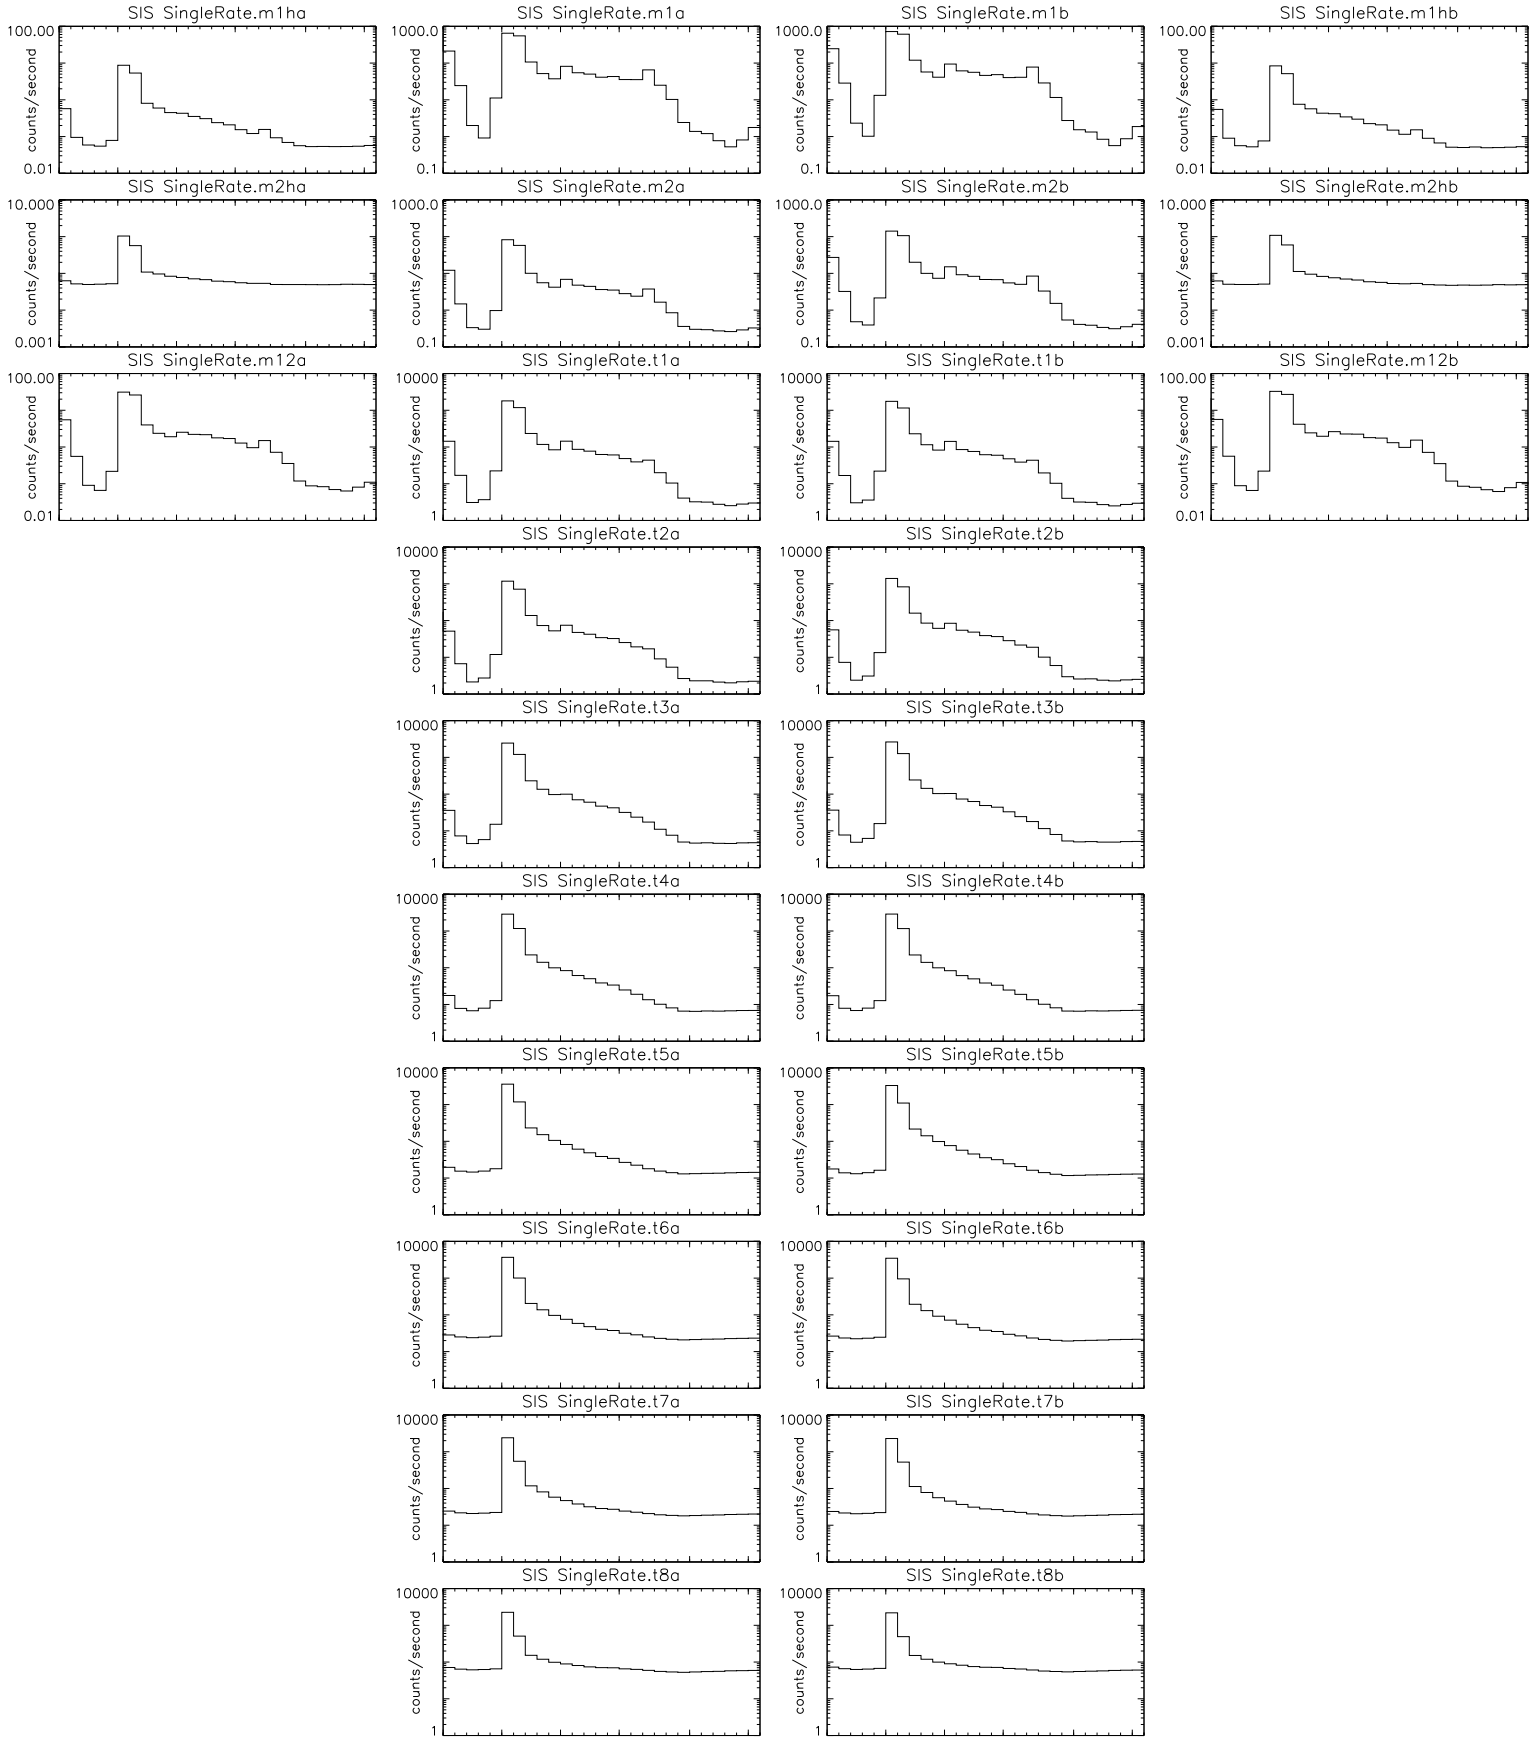 SIS SingleRate.m1ha
100.00
0.01
counts/second
SIS SingleRate.m1a
1000.0
0.1
counts/second
SIS SingleRate.m1b
1000.0
0.1
counts/second
SIS SingleRate.m1hb
100.00
0.01
counts/second
SIS SingleRate.m2ha
10.000
0.001
counts/second
SIS SingleRate.m2a
1000.0
0.1
counts/second
SIS SingleRate.m2b
1000.0
0.1
counts/second
SIS SingleRate.m2hb
10.000
0.001
counts/second
SIS SingleRate.m12a
100.00
0.01
counts/second
SIS SingleRate.t1a
10000
1
counts/second
SIS SingleRate.t1b
10000
1
counts/second
SIS SingleRate.m12b
100.00
0.01
counts/second
SIS SingleRate.t2a
10000
1
counts/second
SIS SingleRate.t2b
10000
1
counts/second
SIS SingleRate.t3a
10000
1
counts/second
SIS SingleRate.t3b
10000
1
counts/second
SIS SingleRate.t4a
10000
1
counts/second
SIS SingleRate.t4b
10000
1
counts/second
SIS SingleRate.t5a
10000
1
counts/second
SIS SingleRate.t5b
10000
1
counts/second
SIS SingleRate.t6a
10000
1
counts/second
SIS SingleRate.t6b
10000
1
counts/second
SIS SingleRate.t7a
10000
1
counts/second
SIS SingleRate.t7b
10000
1
counts/second
SIS SingleRate.t8a
10000
1
counts/second
SIS SingleRate.t8b
10000
1
counts/second